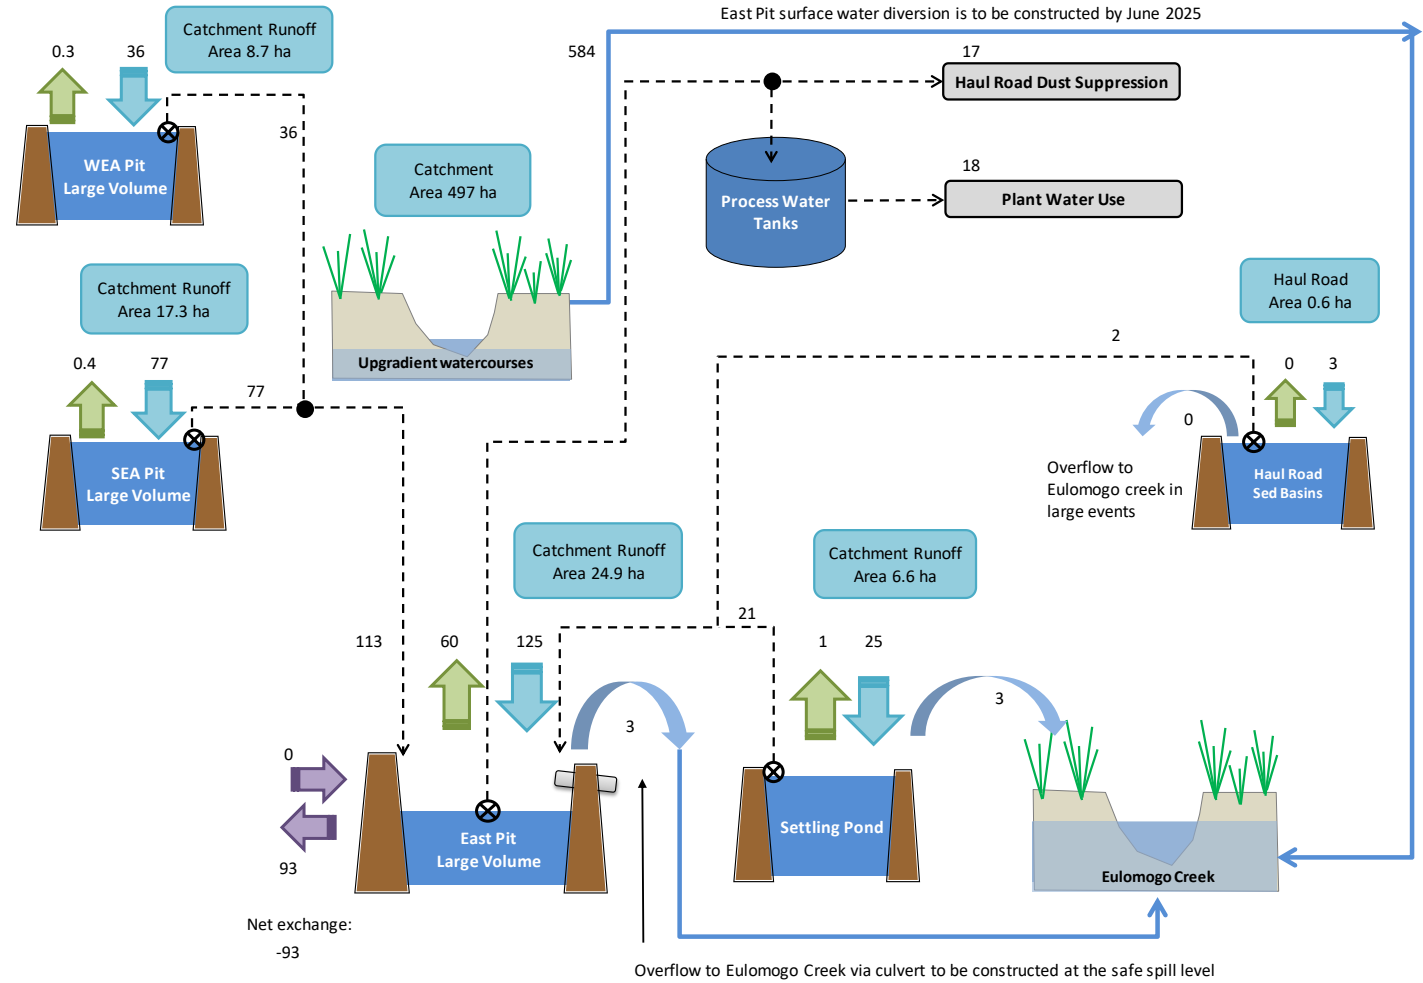 East Pit surface water diversion is to be constructed by June 2025
Catchment Runoff
Area 8.7 ha
0.3
36
584
17
Haul Road Dust Suppression
36
WEA Pit
Large Volume
Catchment
Area 497 ha
18
Process Water
Tanks
Plant Water Use
Catchment Runoff
Area 17.3 ha
Haul Road
Area 0.6 ha
Upgradient watercourses
2
0.4
77
77
0
3
0
SEA Pit
Large Volume
Overflow to
Eulomogo creek in
large events
Haul Road
Sed Basins
Catchment Runoff
Area 24.9 ha
Catchment Runoff
Area 6.6 ha
21
113
60
125
1
25
3
3
0
East Pit
Large Volume
Settling Pond
93
Eulomogo Creek
Net exchange:
-93
Overflow to Eulomogo Creek via culvert to be constructed at the safe spill level